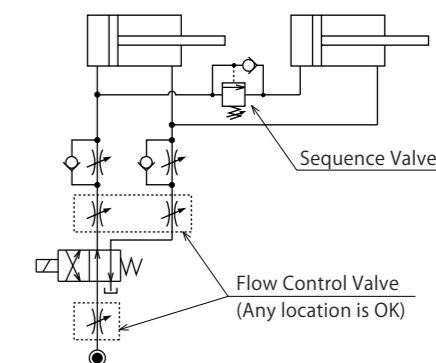 Sequence Valve
Flow Control Valve
(Any location is OK)